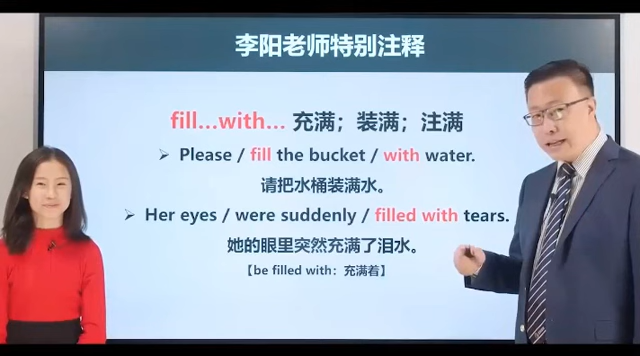 李阳老师特别注释
fill...with... 充满；装满；注满
➢ Please / fill the bucket / with water.
请把水桶装满水。
➢ Her eyes / were suddenly / filled with tears.
她的眼里突然充满了泪水。
【be filled with：充满着】